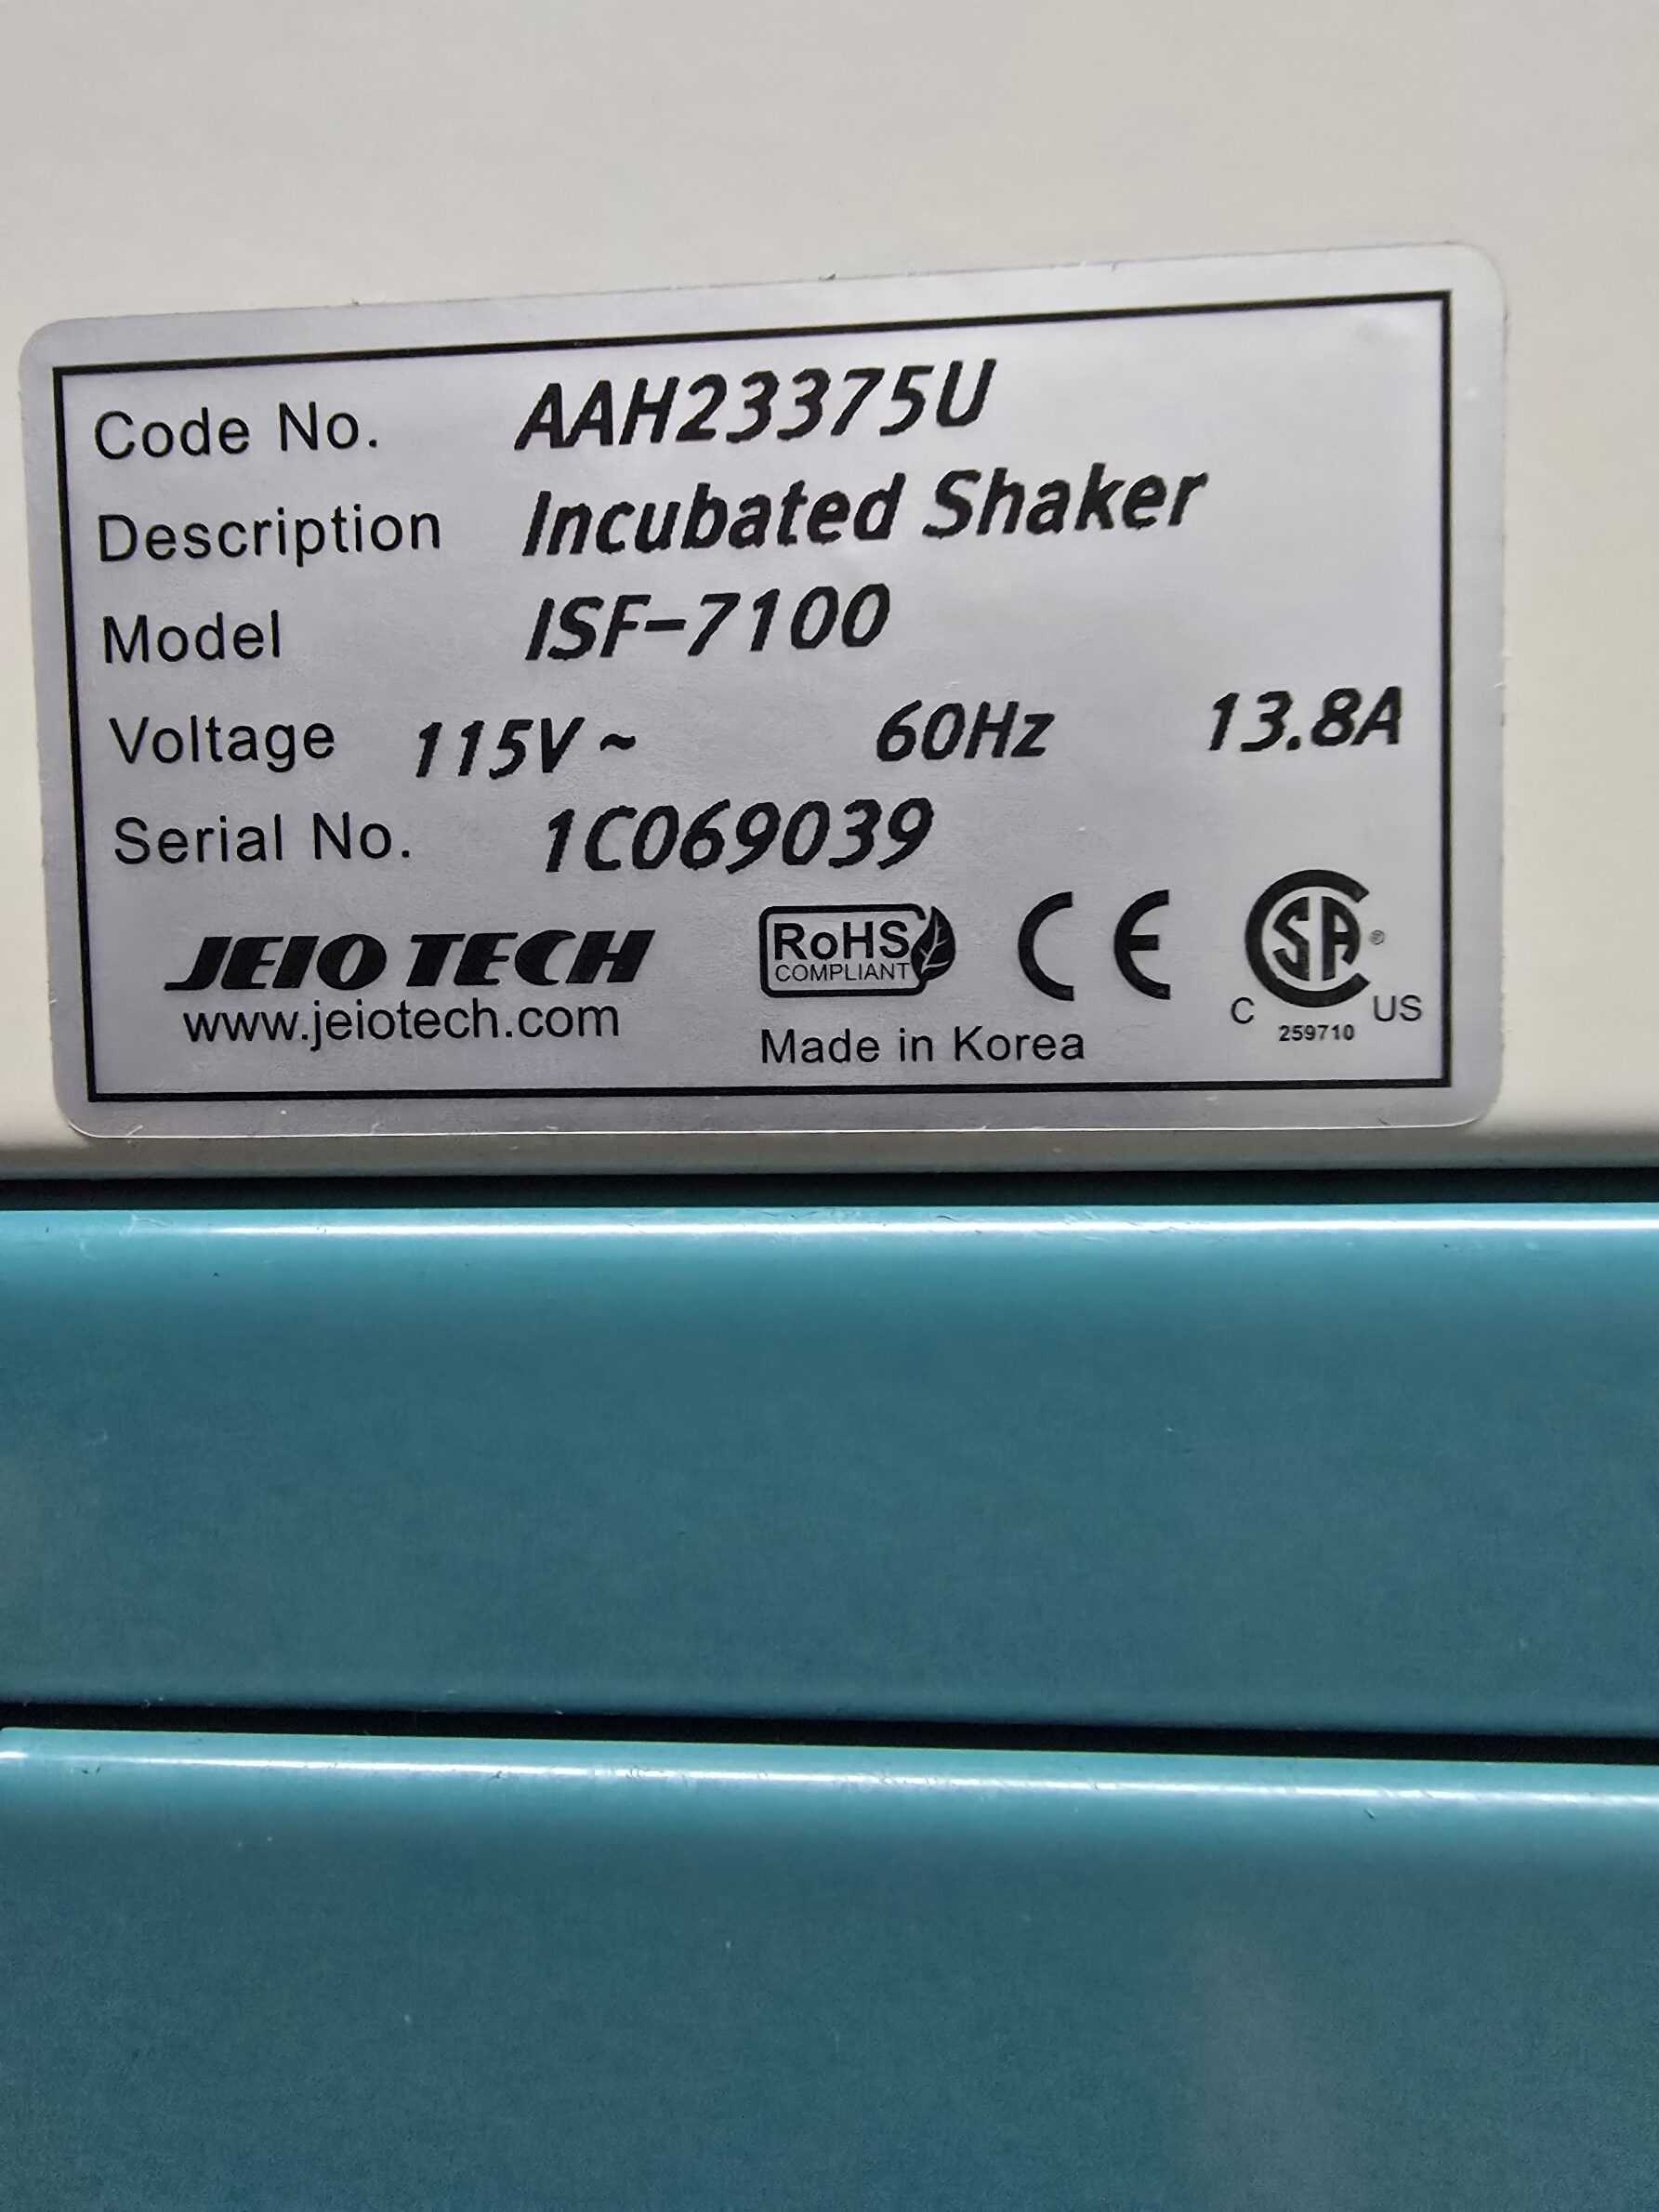 Code No. AAH23375U
Description Incubated Shaker
Model ISF-7100
Voltage 115V~ 60Hz 13.8A
Serial No. 1C069039
JEIO TECH
www.jeiotech.com
RoHS
COMPLIANT
Made in Korea
CE
CSA®
C US
259710